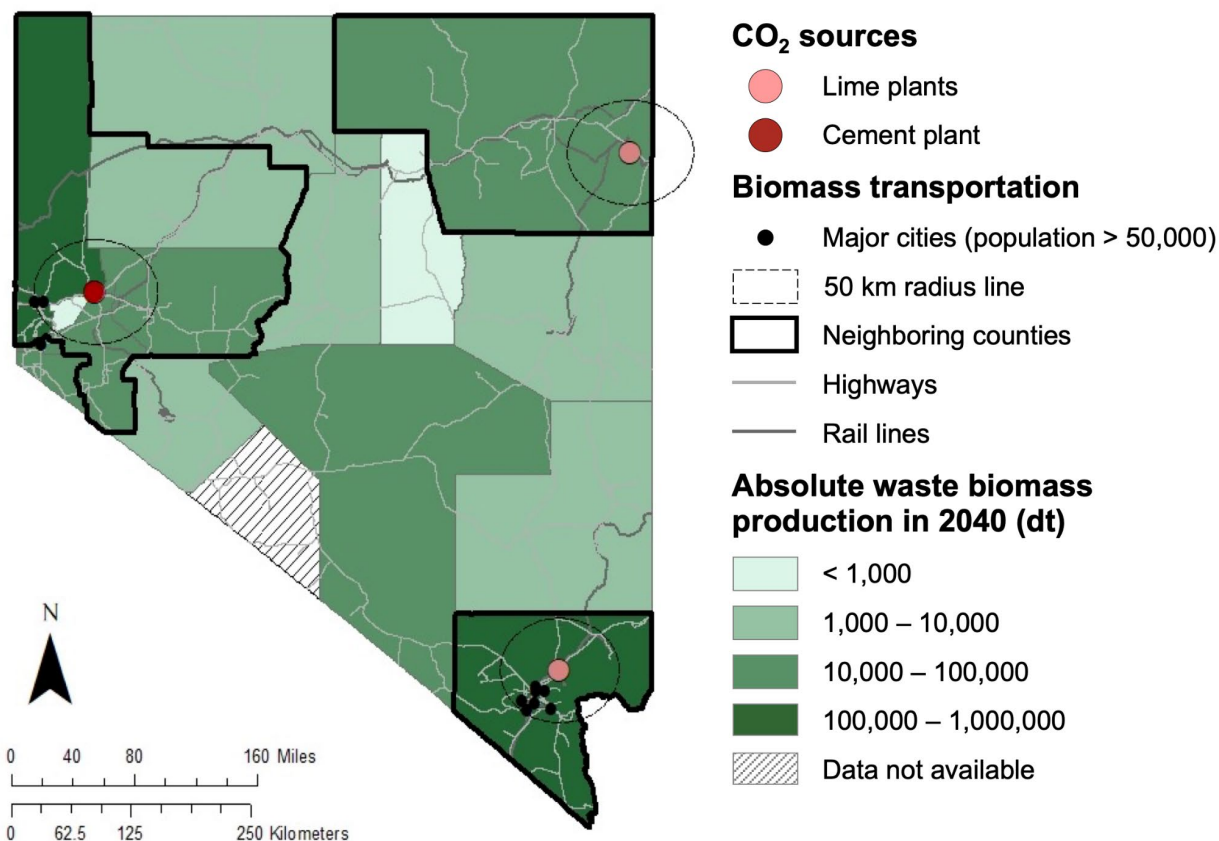 CO₂ sources
Lime plants
Cement plant
Biomass transportation
Major cities (population > 50,000)
50 km radius line
Neighboring counties
Highways
Rail lines
Absolute waste biomass
production in 2040 (dt)
< 1,000
1,000 – 10,000
10,000 – 100,000
100,000 – 1,000,000
Data not available
N
0 40 80 160 Miles
0 62.5 125 250 Kilometers